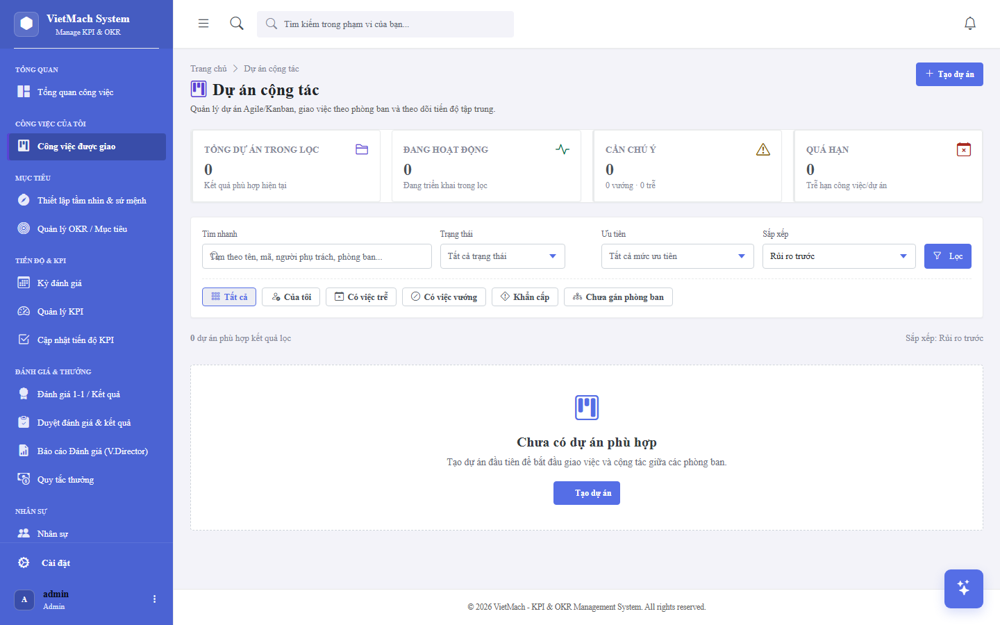 VietMach System
Manage KPI & OKR
TỔNG QUAN
Tổng quan công việc
CÔNG VIỆC CỦA TÔI
Công việc được giao
MỤC TIÊU
Thiết lập tầm nhìn & sứ mệnh
Quản lý OKR / Mục tiêu
TIẾN ĐỘ & KPI
Kỳ đánh giá
Quản lý KPI
Cập nhật tiến độ KPI
ĐÁNH GIÁ & THƯỞNG
Đánh giá 1-1 / Kết quả
Duyệt đánh giá & kết quả
Báo cáo Đánh giá (V.Director)
Quy tắc thưởng
NHÂN SỰ
Nhân sự
Cài đặt
A
admin
Admin
Tìm kiếm trong phạm vi của bạn...
Trang chủ
Dự án cộng tác
Dự án cộng tác
Quản lý dự án Agile/Kanban, giao việc theo phòng ban và theo dõi tiến độ tập trung.
Tạo dự án
TỔNG DỰ ÁN TRONG LỌC
0
Kết quả phù hợp hiện tại
ĐANG HOẠT ĐỘNG
0
Đang triển khai trong lọc
CẦN CHÚ Ý
0
0 vướng · 0 trễ
QUÁ HẠN
0
Trễ hạn công việc/dự án
Tìm nhanh
Tìm theo tên, mã, người phụ trách, phòng ban...
Trạng thái
Tất cả trạng thái
Ưu tiên
Tất cả mức ưu tiên
Sắp xếp
Rủi ro trước
Lọc
Tất cả
Của tôi
Có việc trễ
Có việc vướng
Khẩn cấp
Chưa gán phòng ban
0 dự án phù hợp kết quả lọc
Sắp xếp: Rủi ro trước
Chưa có dự án phù hợp
Tạo dự án đầu tiên để bắt đầu giao việc và cộng tác giữa các phòng ban.
Tạo dự án
© 2026 VietMach - KPI & OKR Management System. All rights reserved.